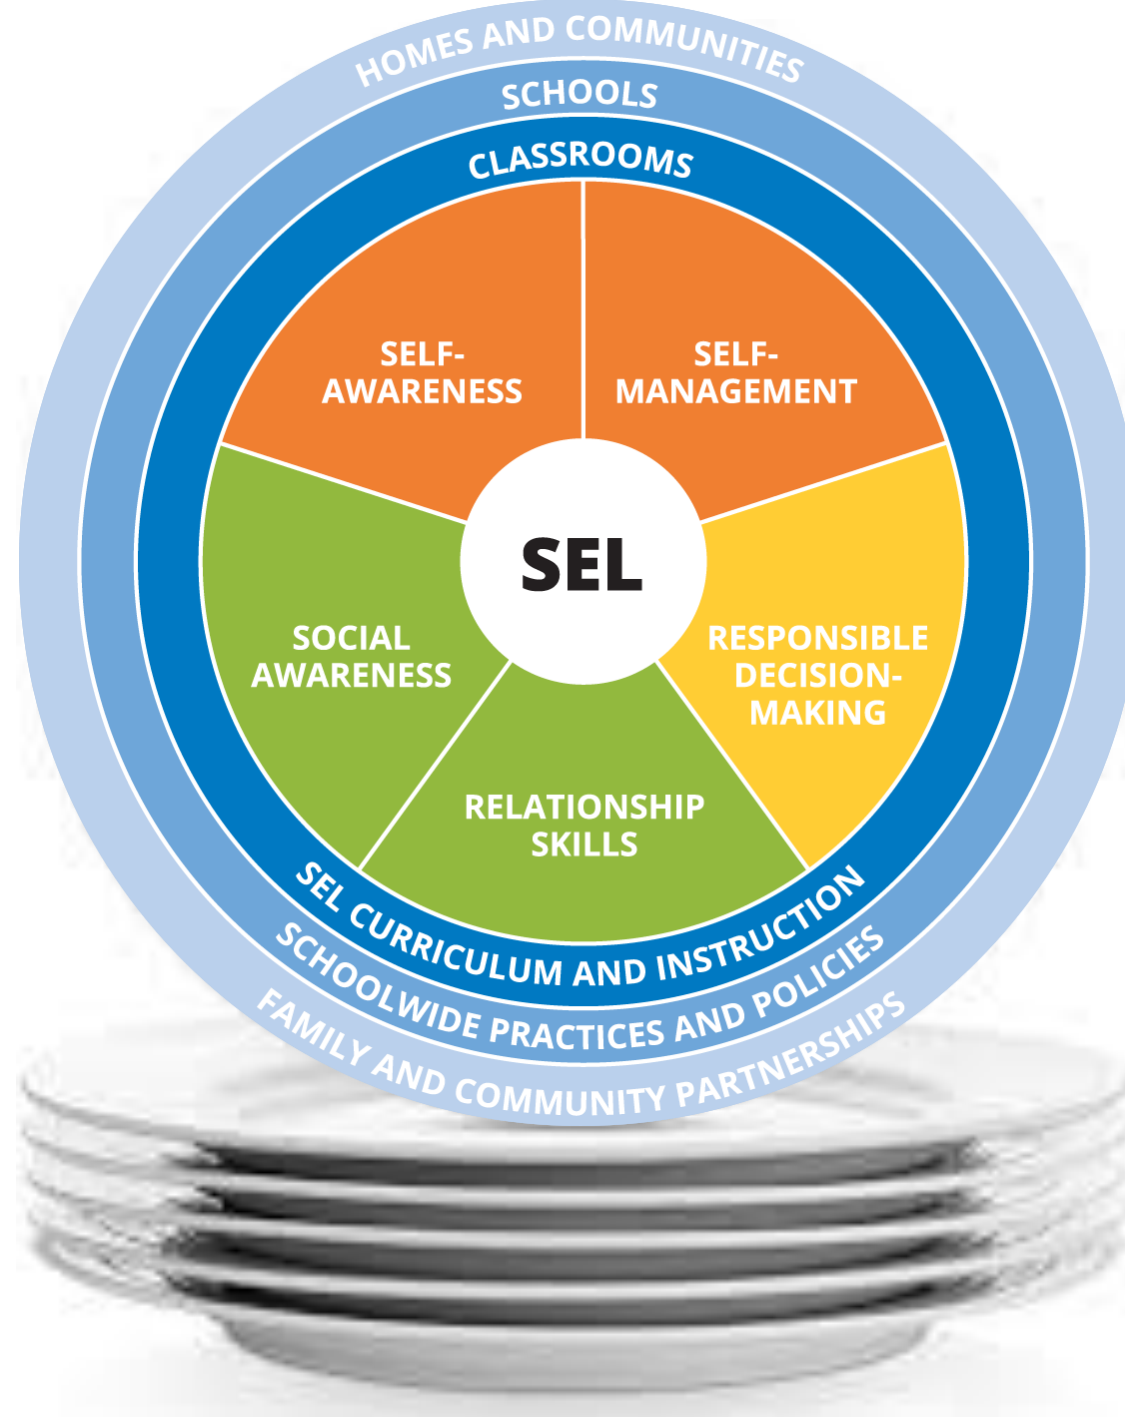 HOMES AND COMMUNITIES
SCHOOLS
CLASSROOMS
SELF-
AWARENESS
SELF-
MANAGEMENT
SEL
SOCIAL
AWARENESS
RESPONSIBLE
DECISION-
MAKING
RELATIONSHIP
SKILLS
SEL CURRICULUM AND INSTRUCTION
SCHOOLWIDE PRACTICES AND POLICIES
FAMILY AND COMMUNITY PARTNERSHIPS